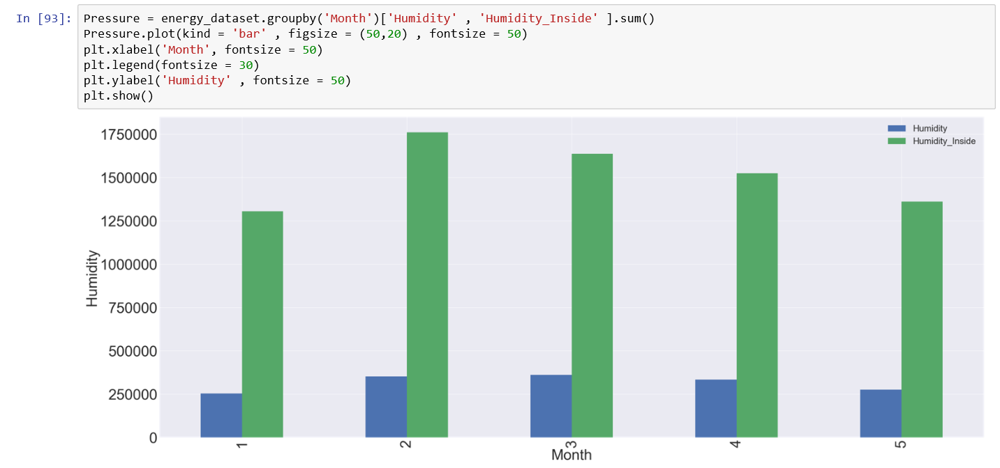 In [93]: Pressure = energy_dataset.groupby('Month')['Humidity' , 'Humidity_Inside' ].sum()
Pressure.plot(kind = 'bar' , figsize = (50,20) , fontsize = 50)
plt.xlabel('Month', fontsize = 50)
plt.legend(fontsize = 30)
plt.ylabel('Humidity' , fontsize = 50)
plt.show()
Humidity
Humidity_Inside
1750000
1500000
1250000
1000000
750000
500000
250000
0
Humidity
1 2 3 4 5
Month